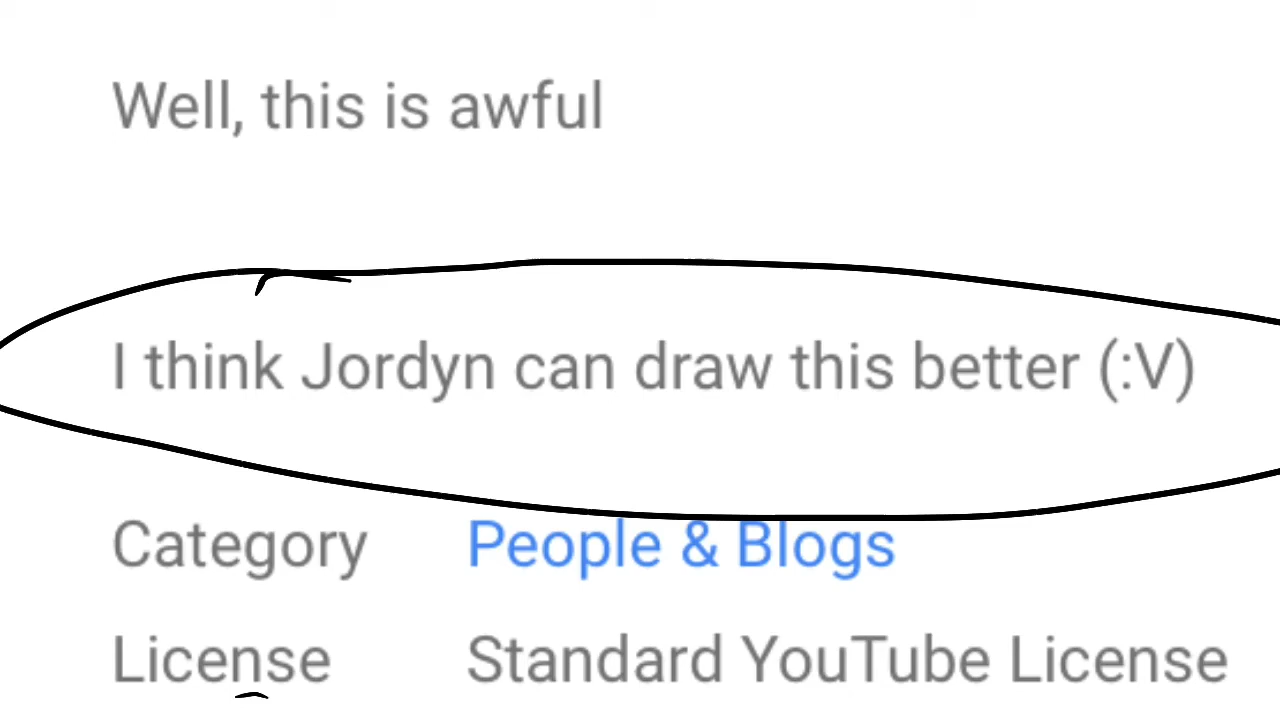 Well, this is awful
I think Jordyn can draw this better (:V)
Category People & Blogs
License Standard YouTube License